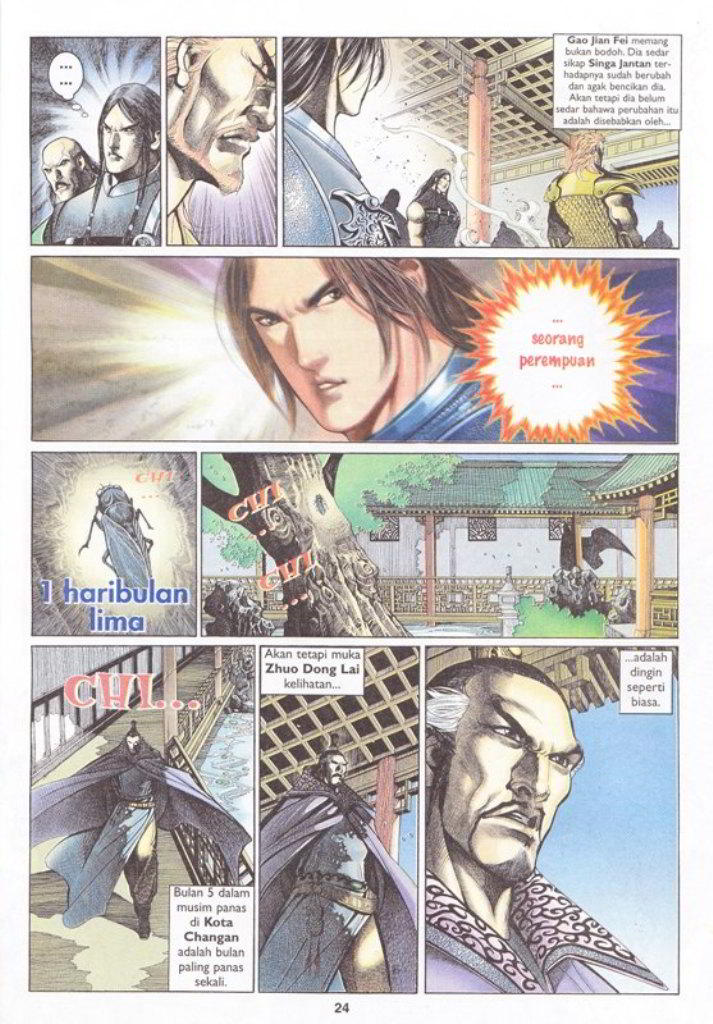 ...
...
Gao Jian Fei memang
bukan bodoh. Dia sedar
sikap Singa Jantan ter-
hadapnya sudah berubah
dan agak bencikan dia.
Akan tetapi dia belum
sedar bahawa perubahan itu
adalah disebabkan oleh...
...
seorang
perempuan
...
CHI
...
1 haribulan
lima
CHI
...
CHI
...
CHI...
Bulan 5 dalam
musim panas
di Kota
Changan
adalah bulan
paling panas
sekali.
Akan tetapi muka
Zhuo Dong Lai
kelihatan...
...adalah
dingin
seperti
biasa.
24